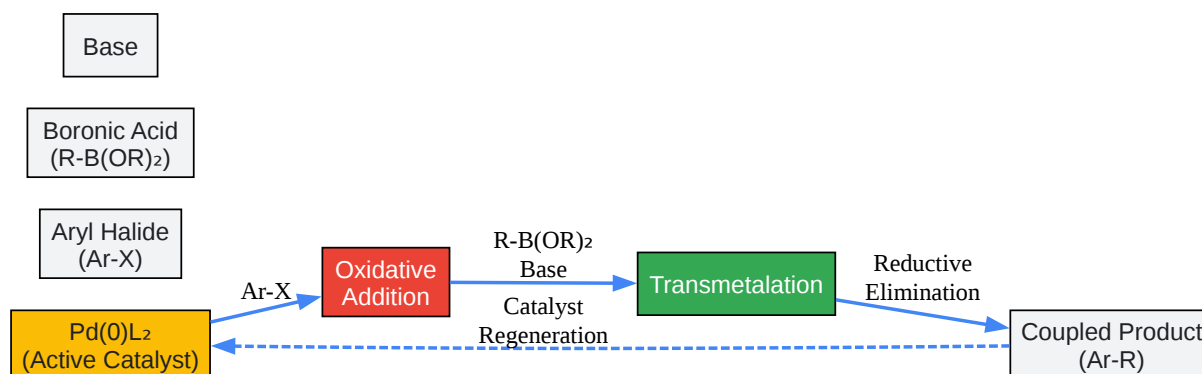 Base
Boronic Acid
(R-B(OR)₂)
Aryl Halide
(Ar-X)
Pd(0)L₂
(Active Catalyst)
Ar-X
Oxidative
Addition
R-B(OR)₂
Base
Catalyst
Regeneration
Transmetalation
Reductive
Elimination
Coupled Product
(Ar-R)